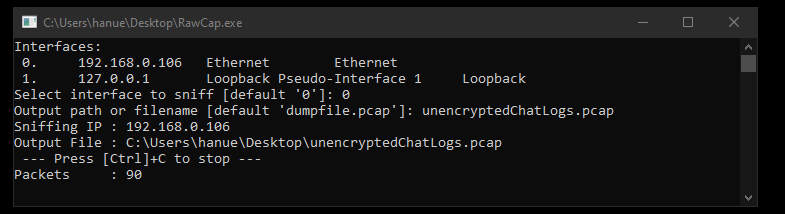 C:\Users\hanue\Desktop\RawCap.exe
Interfaces:
 0.     192.168.0.106   Ethernet        Ethernet
 1.     127.0.0.1       Loopback Pseudo-Interface 1     Loopback
Select interface to sniff [default '0']: 0
Output path or filename [default 'dumpfile.pcap']: unencryptedChatLogs.pcap
Sniffing IP : 192.168.0.106
Output File : C:\Users\hanue\Desktop\unencryptedChatLogs.pcap
 --- Press [Ctrl]+C to stop ---
Packets     : 90